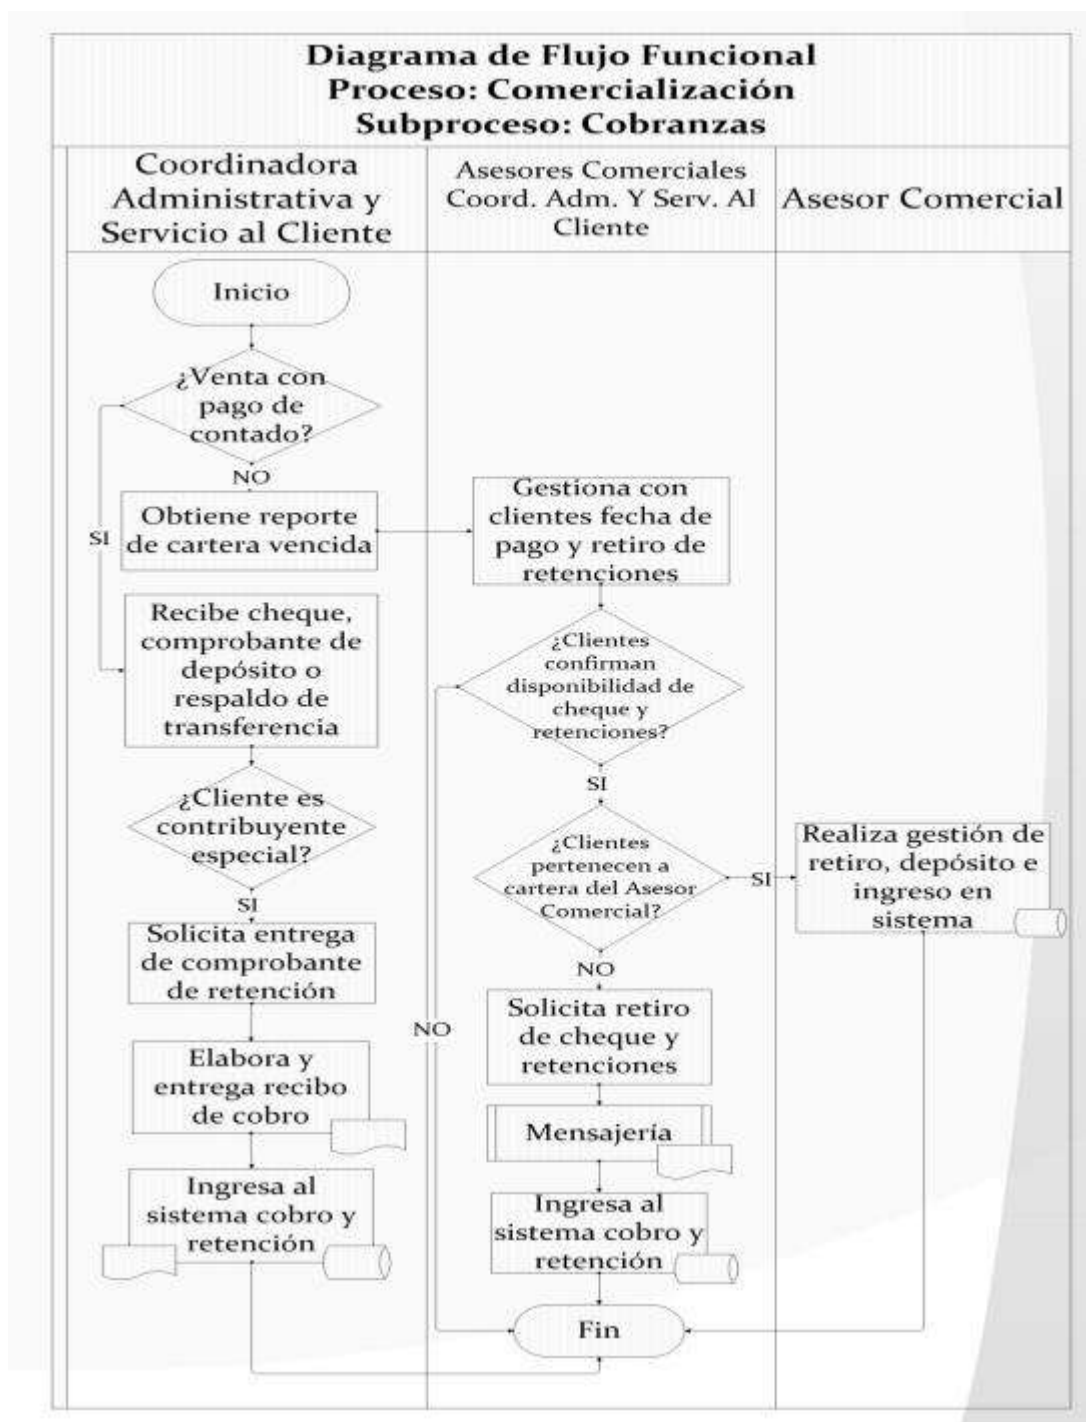 Diagrama de Flujo Funcional
Proceso: Comercialización
Subproceso: Cobranzas
Coordinadora
Administrativa y
Servicio al Cliente
Asesores Comerciales
Coord. Adm. Y Serv. Al
Cliente
Asesor Comercial
Inicio
¿Venta con
pago de
contado?
NO
SI
Obtiene reporte
de cartera vencida
Recibe cheque,
comprobante de
depósito o
respaldo de
transferencia
¿Cliente es
contribuyente
especial?
SI
Solicita entrega
de comprobante
de retención
Elabora y
entrega recibo
de cobro
Ingresa al
sistema cobro y
retención
Gestiona con
clientes fecha de
pago y retiro de
retenciones
¿Clientes
confirman
disponibilidad de
cheque y
retenciones?
NO
SI
¿Clientes
pertenecen a
cartera del Asesor
Comercial?
SI
NO
Solicita retiro
de cheque y
retenciones
Mensajería
Ingresa al
sistema cobro y
retención
Fin
Realiza gestión de
retiro, depósito e
ingreso en
sistema